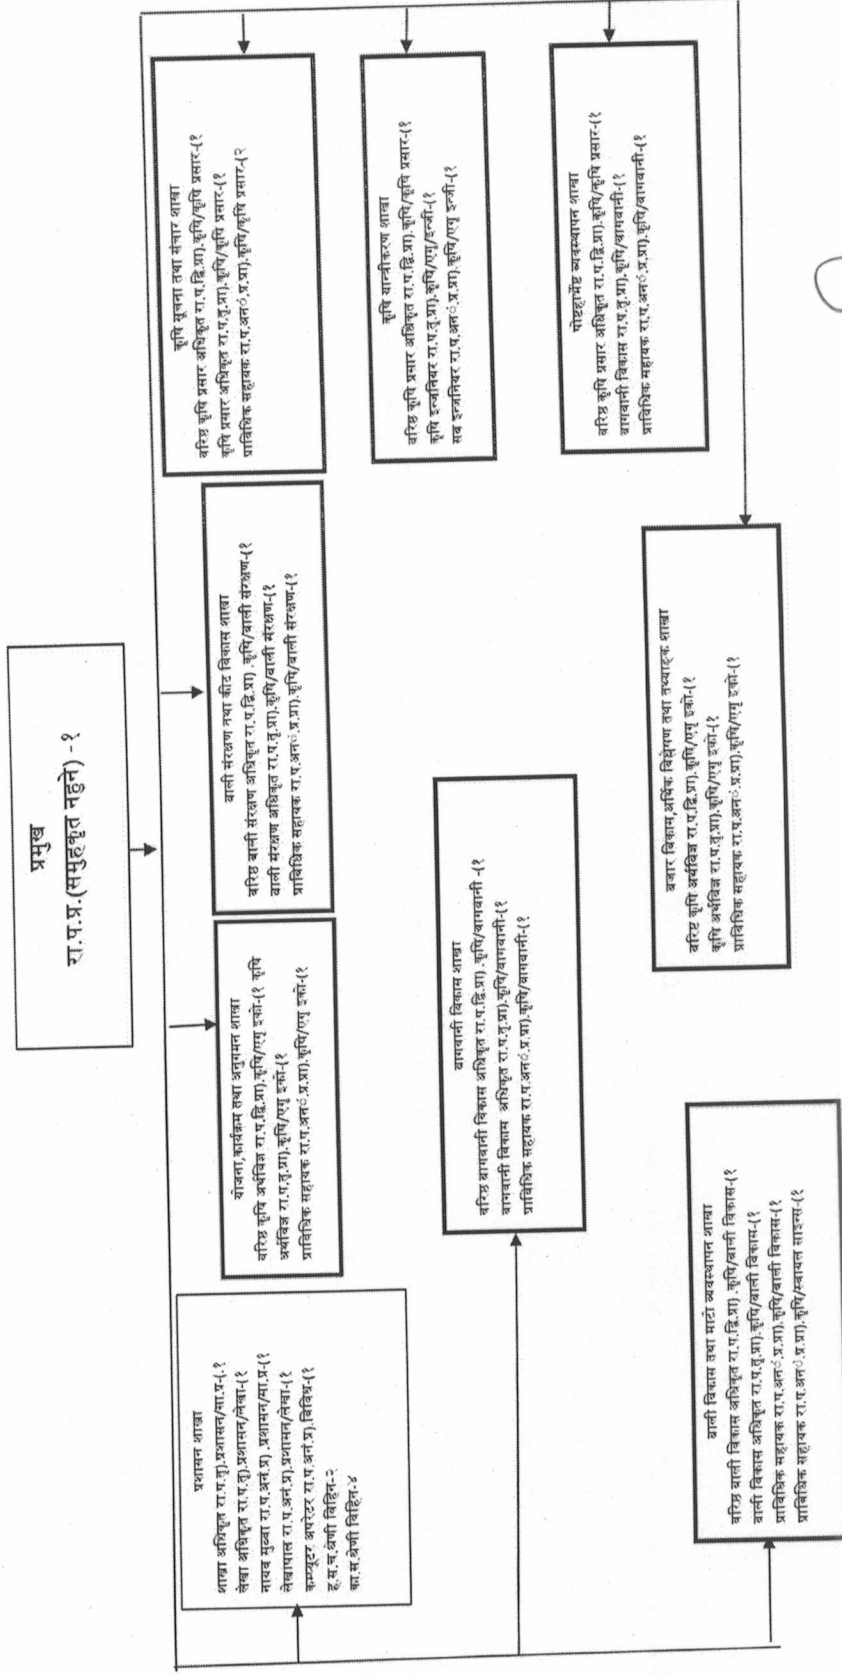 प्रमुख
रा.प.प्र.(समुहकृत नहुने) -१
प्रशासन शाखा
शाखा अधिकृत रा.प.तृ).प्रशासन/सा.प्र-(.१
लेखा अधिकृत रा.प.तृ).प्रशासन/लेखा-(१
नायब सुब्बा रा.प.अनं.प्र) .प्रशासन/सा.प्र-(१
लेखापाल रा.प.अनं.प्र).प्रशासन/लेखा-(१
कम्प्यूटर अपरेटर रा.प.अनं.प्र).विविध-(१
ह.स.च.श्रेणी विहिन-२
का.स.श्रेणी विहिन-४
योजना,कार्यक्रम तथा अनुगमन शाखा
वरिष्ठ कृषि अर्थविज्ञ रा.प.द्वि.प्रा).कृषि/एगृ इको-(१ कृषि
अर्थविज्ञ रा.प.तृ.प्रा).कृषि/एगृ इको-(१
प्राविधिक सहायक रा.प.अनं.प्र.प्रा).कृषि/एगृ इको-(१
बाली संरक्षण तथा कीट विकास शाखा
वरिष्ठ बाली संरक्षण अधिकृत रा.प.द्वि.प्रा) .कृषि/बाली संरक्षण-(१
बाली संरक्षण अधिकृत रा.प.तृ.प्रा).कृषि/बाली संरक्षण-(१
प्राविधिक सहायक रा.प.अनं.प्र.प्रा).कृषि/बाली संरक्षण-(१
कृषि सूचना तथा संचार शाखा
वरिष्ठ कृषि प्रसार अधिकृत रा.प.द्वि.प्रा).कृषि/कृषि प्रसार-(१
कृषि प्रसार अधिकृत रा.प.तृ.प्रा).कृषि/कृषि प्रसार-(१
प्राविधिक सहायक रा.प.अनं.प्र.प्रा).कृषि/कृषि प्रसार-(२
कृषि यान्त्रीकरण शाखा
वरिष्ठ कृषि प्रसार अधिकृत रा.प.द्वि.प्रा).कृषि/कृषि प्रसार-(१
कृषि इन्जनियर रा.प.तृ.प्रा).कृषि/एगृ/इन्जी-(१
सब इन्जनियर रा.प.अनं.प्र.प्रा).कृषि/एगृ इन्जी-(१
बागवानी विकास शाखा
वरिष्ठ बागवानी विकास अधिकृत रा.प.द्वि.प्रा) .कृषि/बागवानी -(१
बागवानी विकास अधिकृत रा.प.तृ.प्रा).कृषि/बागवानी-(१
प्राविधिक सहायक रा.प.अनं.प्र.प्रा).कृषि/बागवानी-(१
पोष्टहार्भेष्ट व्यवस्थापन शाखा
वरिष्ठ कृषि प्रसार अधिकृत रा.प.द्वि.प्रा).कृषि/कृषि प्रसार-(१
बागवानी विकास रा.प.तृ.प्रा).कृषि/बागवानी-(१
प्राविधिक सहायक रा.प.अनं.प्र.प्रा).कृषि/बागवानी-(१
बजार विकास,आर्थिक विश्लेषण तथा तथ्याङ्क शाखा
वरिष्ट कृषि अर्थविज्ञ रा.प.द्वि.प्रा).कृषि/एगृ इको-(१
कृषि अर्थविज्ञ रा.प.तृ.प्रा).कृषि/एगृ इको-(१
प्राविधिक सहायक रा.प.अनं.प्र.प्रा).कृषि/एगृ इको-(१
बाली विकास तथा माटो व्यवस्थापन शाखा
वरिष्ठ बाली विकास अधिकृत रा.प.द्वि.प्रा) .कृषि/बाली विकास-(१
बाली विकास अधिकृत रा.प.तृ.प्रा).कृषि/बाली विकास-(१
प्राविधिक सहायक रा.प.अनं.प्र.प्रा).कृषि/बाली विकास-(१
प्राविधिक सहायक रा.प.अनं.प्र.प्रा).कृषि/स्वायल साइन्स-(१